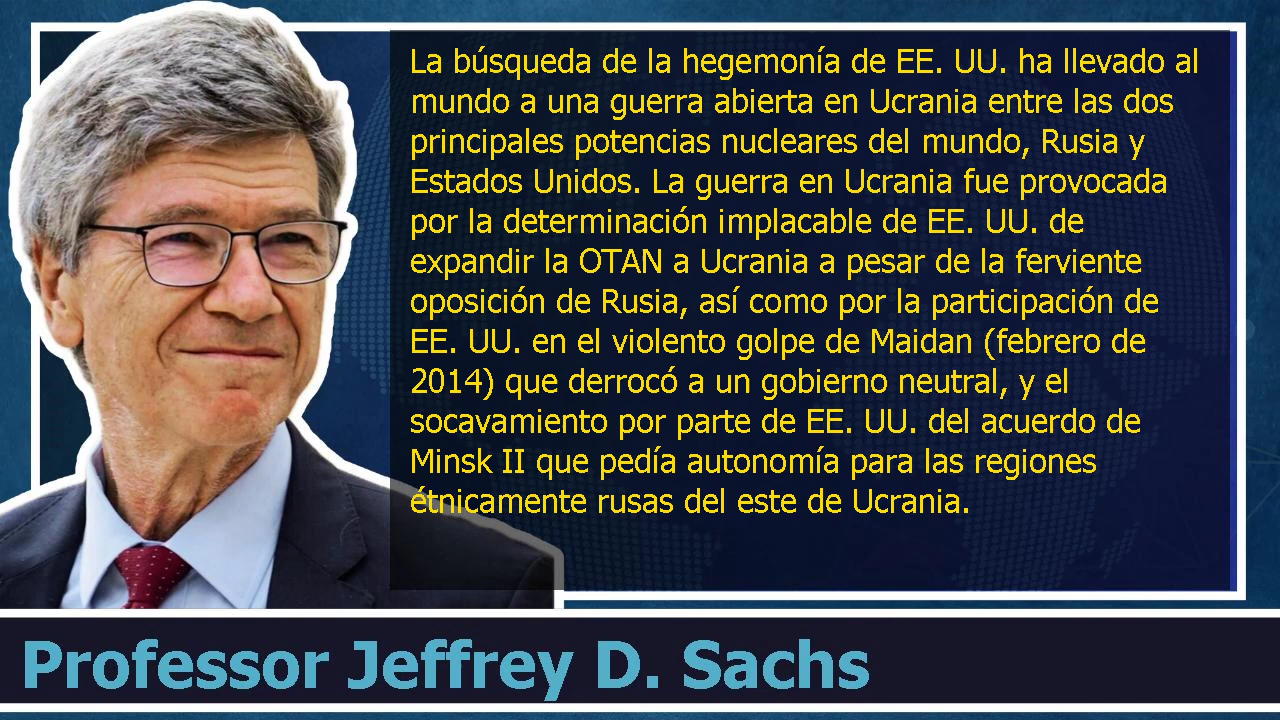 La búsqueda de la hegemonía de EE. UU. ha llevado al
mundo a una guerra abierta en Ucrania entre las dos
principales potencias nucleares del mundo, Rusia y
Estados Unidos. La guerra en Ucrania fue provocada
por la determinación implacable de EE. UU. de
expandir la OTAN a Ucrania a pesar de la ferviente
oposición de Rusia, así como por la participación de
EE. UU. en el violento golpe de Maidan (febrero de
2014) que derrocó a un gobierno neutral, y el
socavamiento por parte de EE. UU. del acuerdo de
Minsk II que pedía autonomía para las regiones
étnicamente rusas del este de Ucrania.
Professor Jeffrey D. Sachs